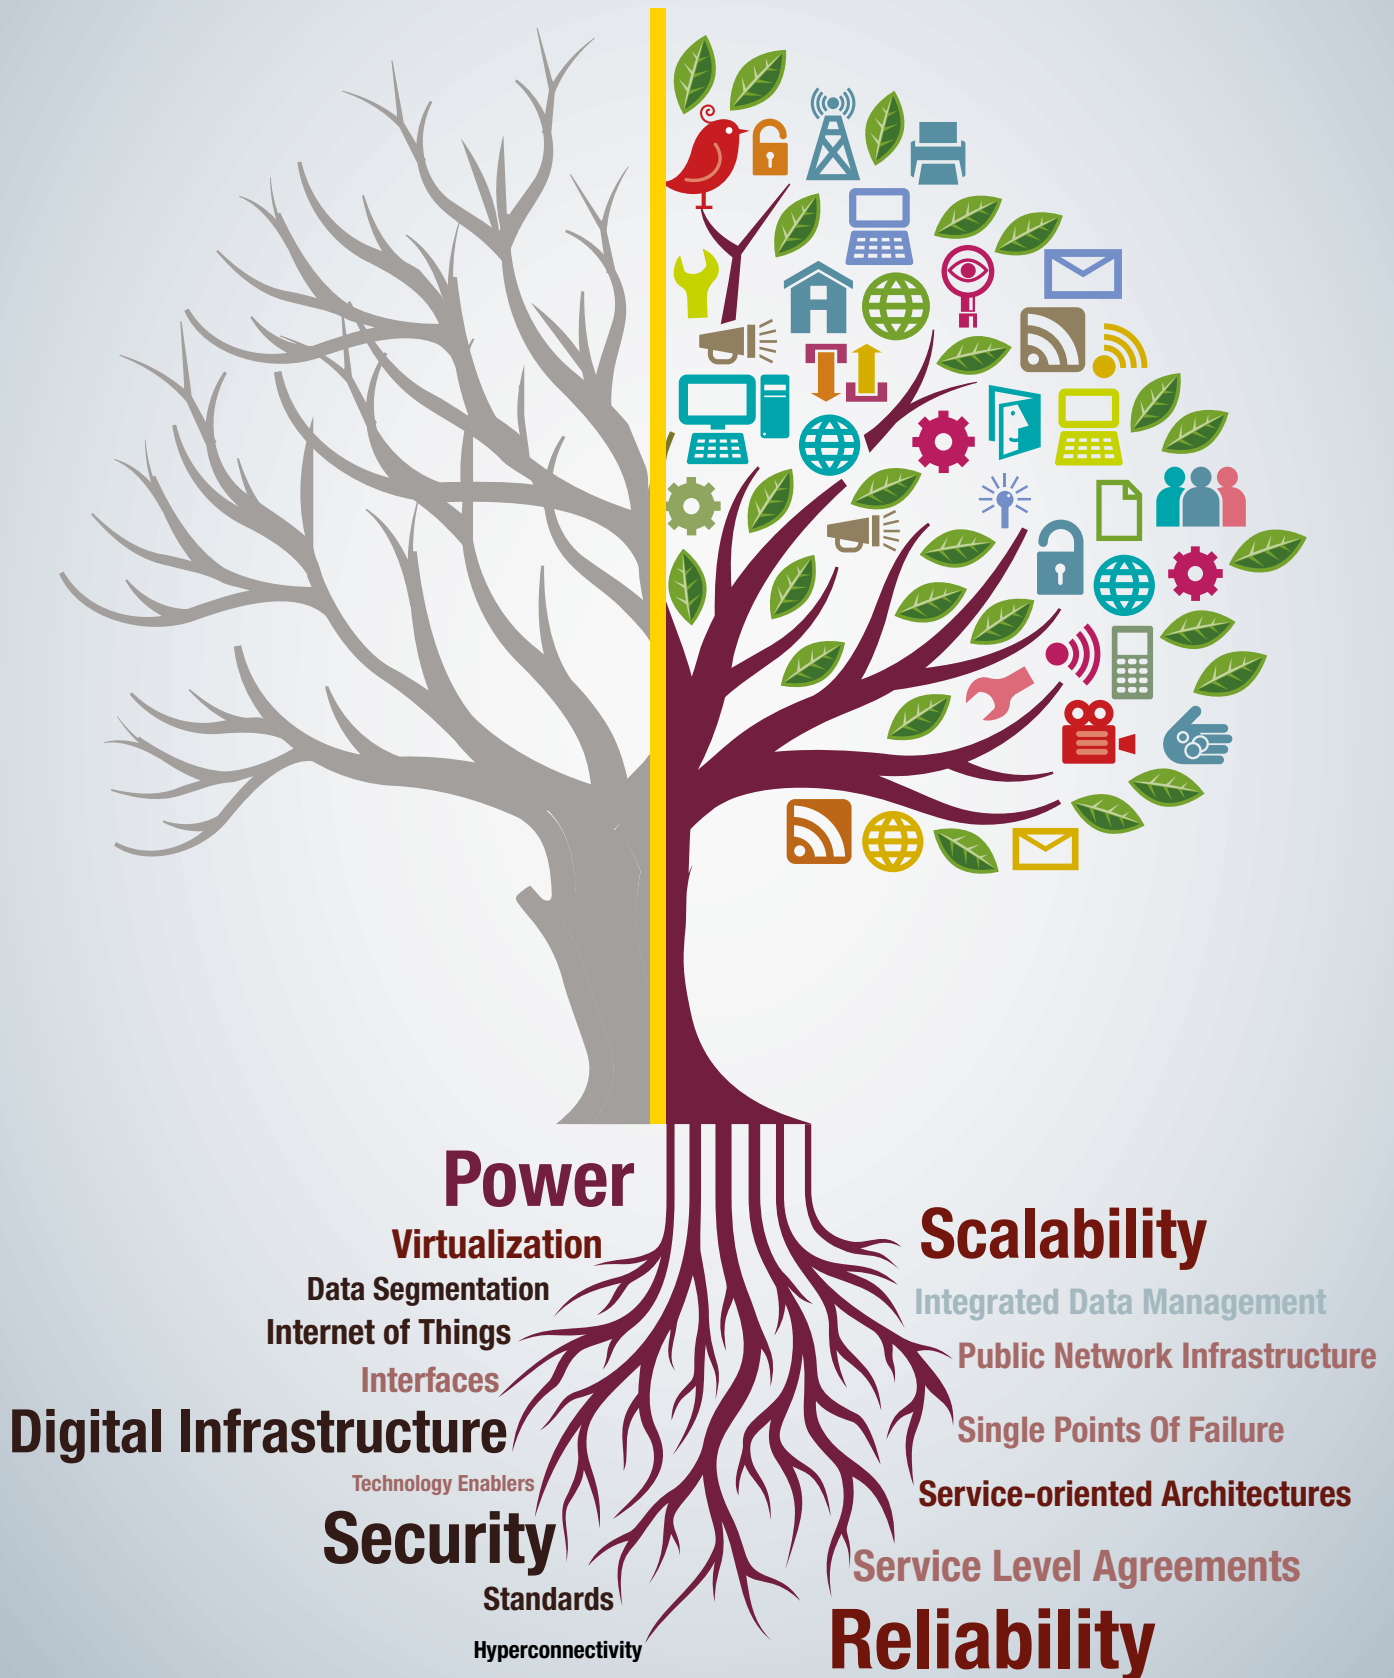 Power
Virtualization
Data Segmentation
Internet of Things
Interfaces
Digital Infrastructure
Technology Enablers
Security
Standards
Hyperconnectivity
Scalability
Integrated Data Management
Public Network Infrastructure
Single Points Of Failure
Service-oriented Architectures
Service Level Agreements
Reliability